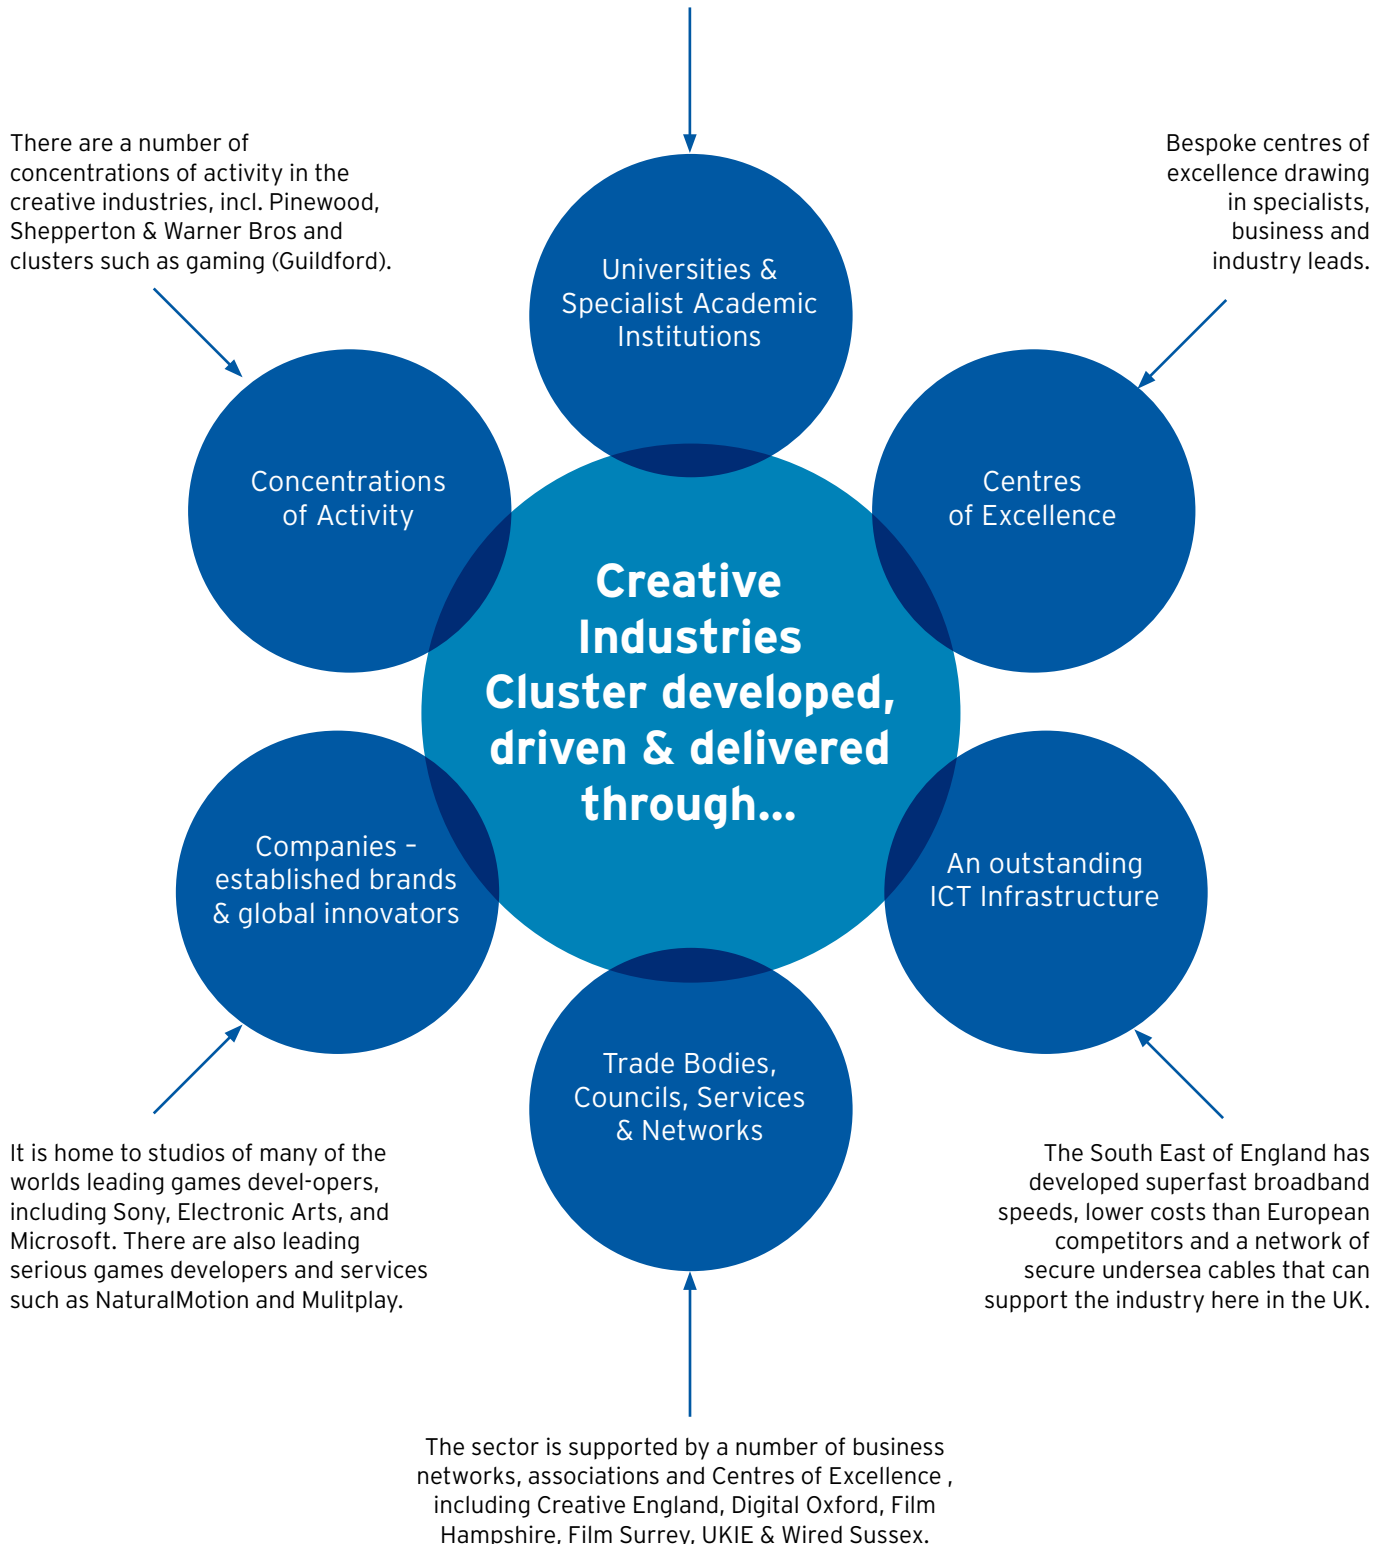 There are a number of
concentrations of activity in the
creative industries, incl. Pinewood,
Shepperton & Warner Bros and
clusters such as gaming (Guildford).
Bespoke centres of
excellence drawing
in specialists,
business and
industry leads.
Universities &
Specialist Academic
Institutions
Concentrations
of Activity
Centres
of Excellence
Creative
Industries
Cluster developed,
driven & delivered
through...
Companies –
established brands
& global innovators
An outstanding
ICT Infrastructure
Trade Bodies,
Councils, Services
& Networks
It is home to studios of many of the
worlds leading games devel-opers,
including Sony, Electronic Arts, and
Microsoft. There are also leading
serious games developers and services
such as NaturalMotion and Mulitplay.
The South East of England has
developed superfast broadband
speeds, lower costs than European
competitors and a network of
secure undersea cables that can
support the industry here in the UK.
The sector is supported by a number of business
networks, associations and Centres of Excellence ,
including Creative England, Digital Oxford, Film
Hampshire, Film Surrey, UKIE & Wired Sussex.